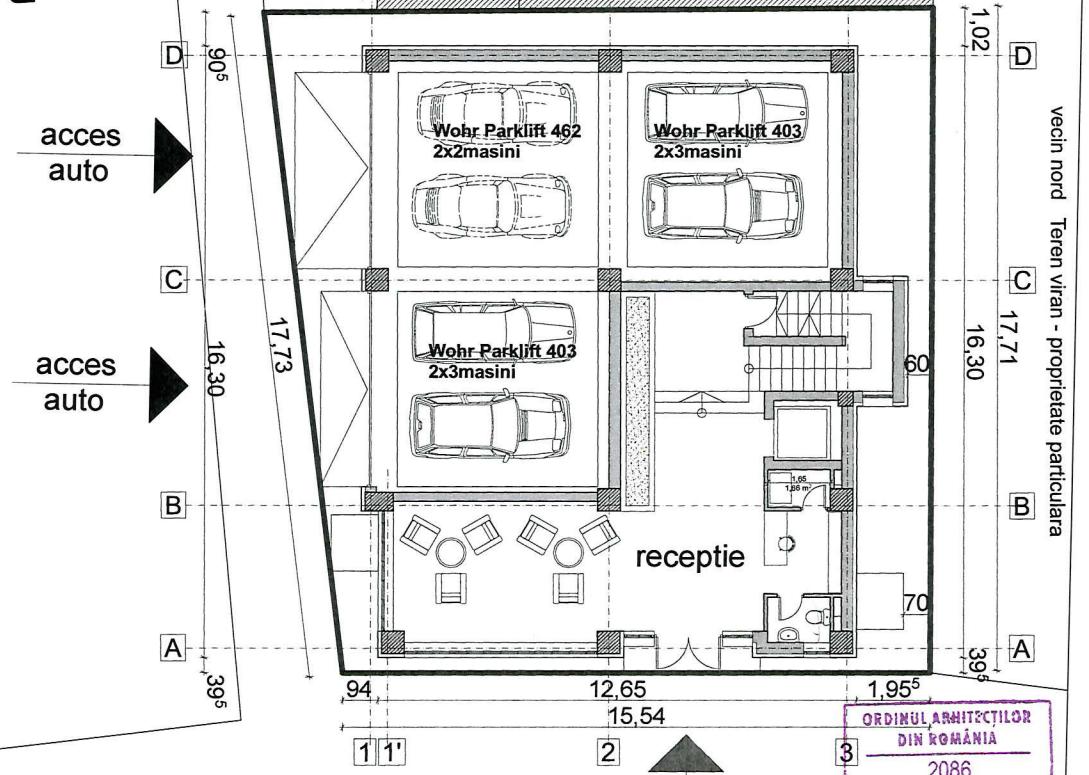 D
90⁵
1,02
D
acces
auto
Wohr Parklift 462
2x2masini
Wohr Parklift 403
2x3masini
vecin nord Teren viran - proprietate particulara
C
C
17,73
16,30
17,71
16,30
acces
auto
Wohr Parklift 403
2x3masini
60
1,65
1,66 m²
B
B
receptie
70
A
A
39⁵
39⁵
94
12,65
1,95⁵
15,54
1
1'
2
3
ORDINUL ARHITECȚILOR
DIN ROMÂNIA
2086